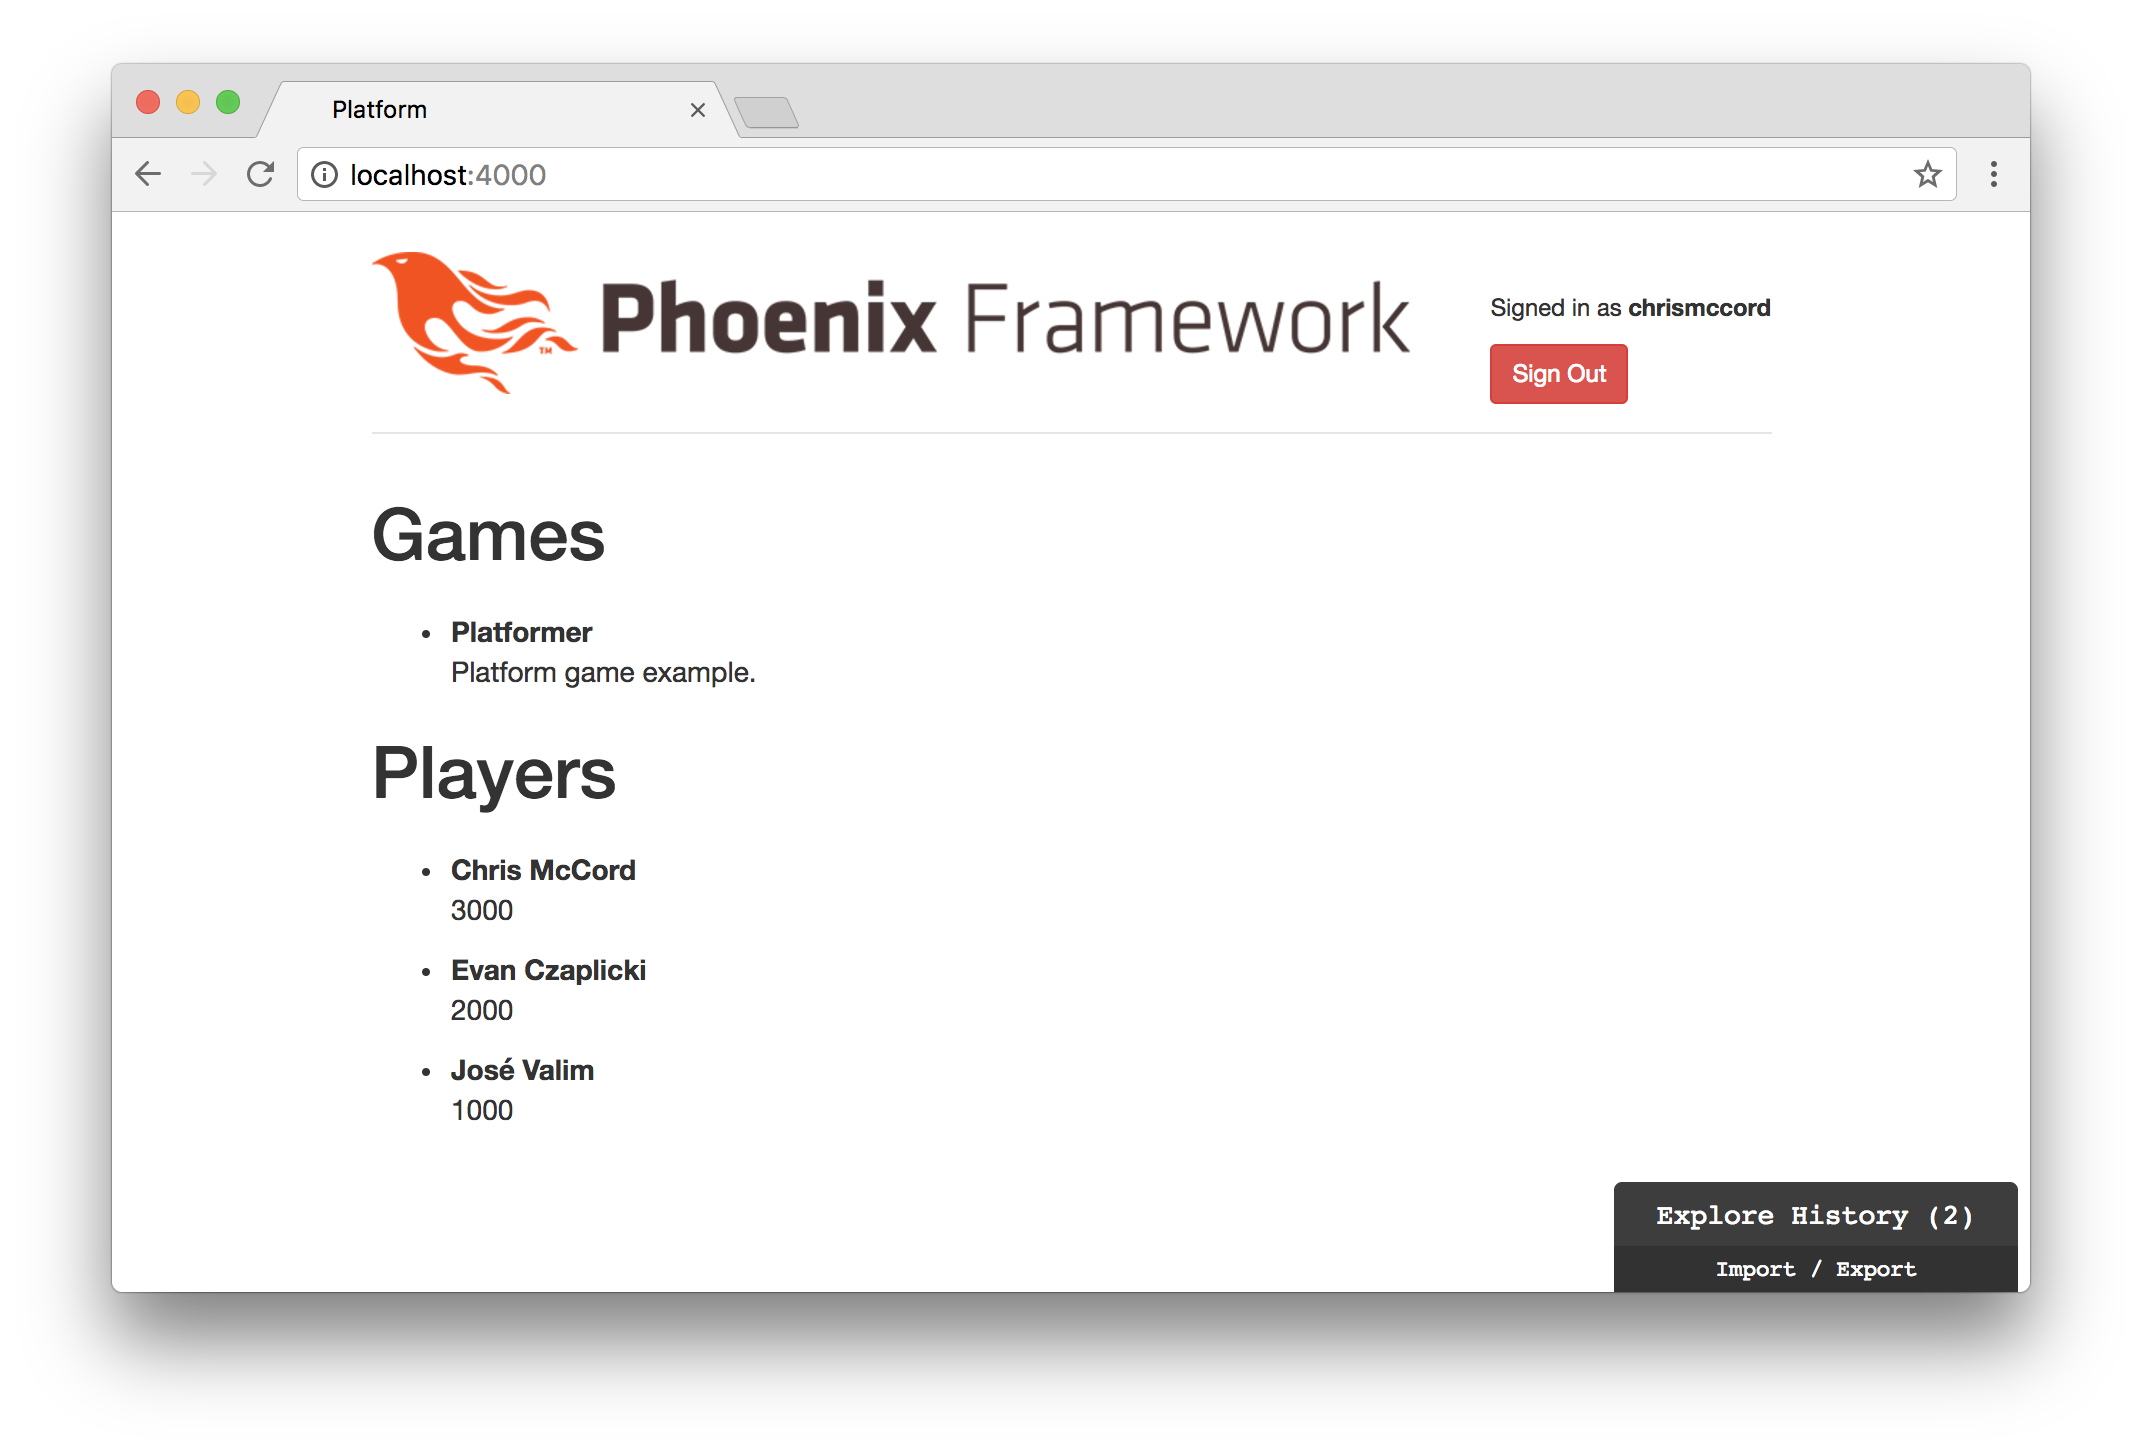 Platform
localhost:4000
Phoenix Framework
TM
Signed in as chrismccord
Sign Out
Games
Platformer
Platform game example.
Players
Chris McCord
3000
Evan Czaplicki
2000
José Valim
1000
Explore History (2)
Import / Export